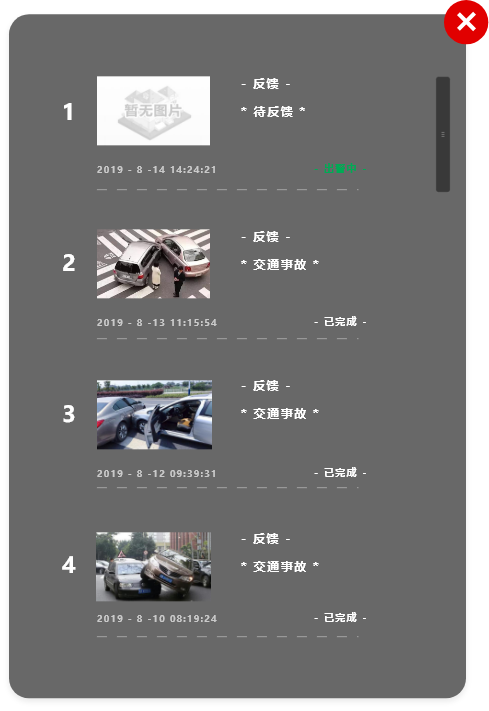 1
暂无图片
- 反馈 -
* 待反馈 *
2019 - 8 -14 14:24:21
2
- 反馈 -
* 交通事故 *
2019 - 8 -13 11:15:54
- 已完成 -
3
- 反馈 -
* 交通事故 *
2019 - 8 -12 09:39:31
- 已完成 -
4
- 反馈 -
* 交通事故 *
2019 - 8 -10 08:19:24
- 已完成 -